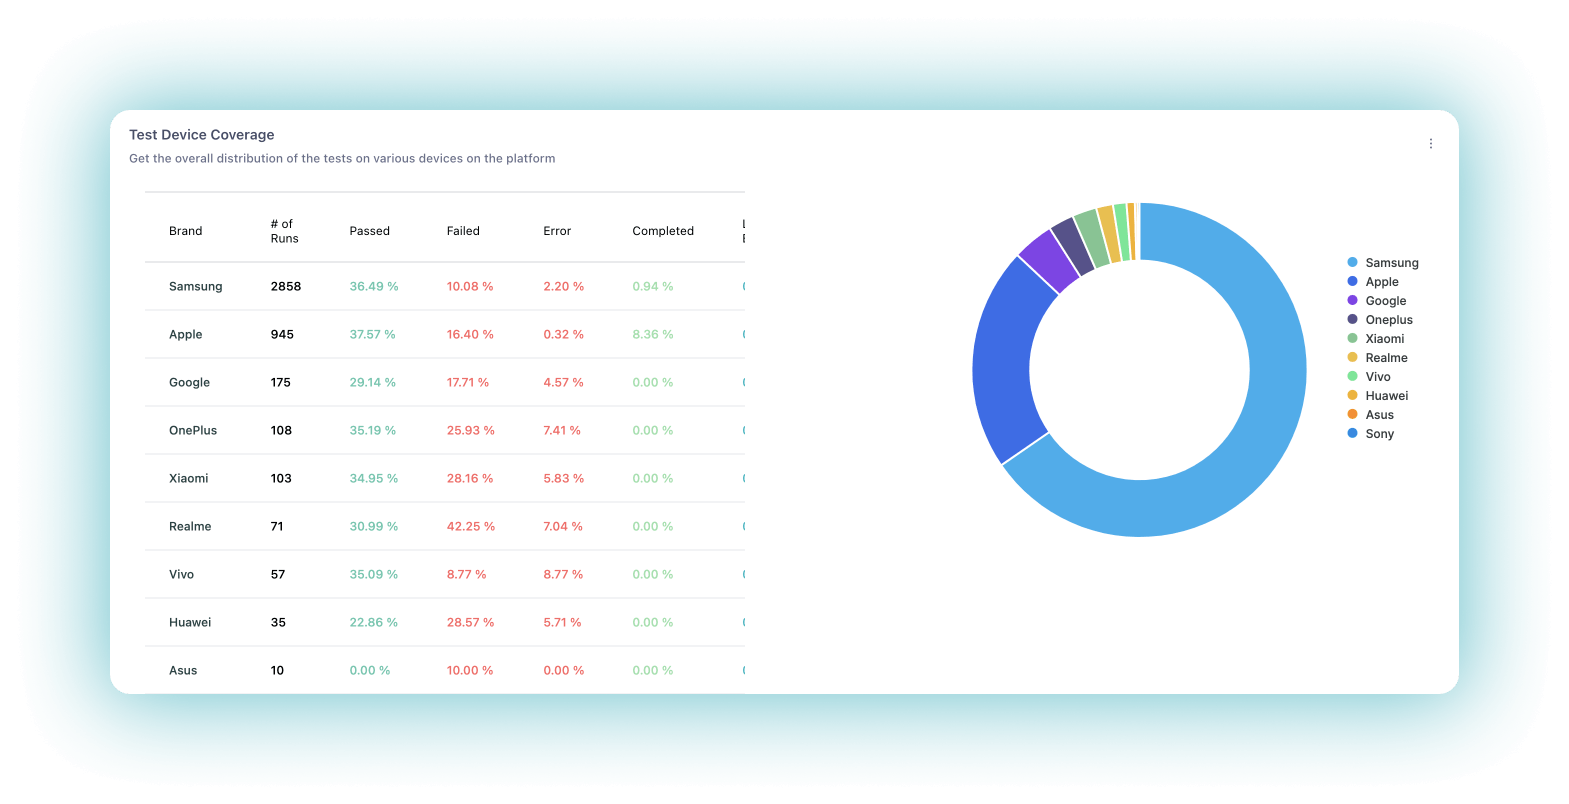 Test Device Coverage
Get the overall distribution of the tests on various devices on the platform
Brand # of Runs Passed Failed Error Completed
Samsung 2858 36.49 % 10.08 % 2.20 % 0.94 %
Apple 945 37.57 % 16.40 % 0.32 % 8.36 %
Google 175 29.14 % 17.71 % 4.57 % 0.00 %
OnePlus 108 35.19 % 25.93 % 7.41 % 0.00 %
Xiaomi 103 34.95 % 28.16 % 5.83 % 0.00 %
Realme 71 30.99 % 42.25 % 7.04 % 0.00 %
Vivo 57 35.09 % 8.77 % 8.77 % 0.00 %
Huawei 35 22.86 % 28.57 % 5.71 % 0.00 %
Asus 10 0.00 % 10.00 % 0.00 % 0.00 %
Samsung
Apple
Google
Oneplus
Xiaomi
Realme
Vivo
Huawei
Asus
Sony